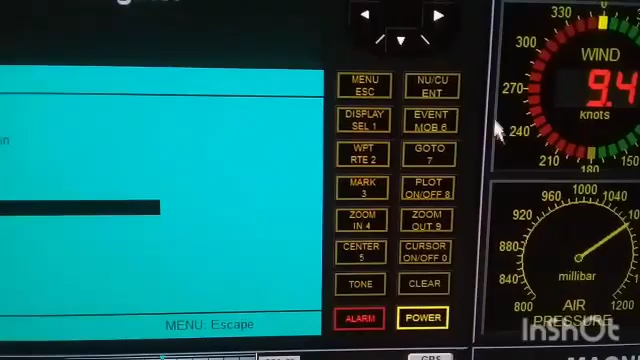 MENU
ESC
NU/CU
ENT
DISPLAY
SEL 1
EVENT
MOB 6
WPT
RTE 2
GOTO
7
MARK
3
PLOT
ON/OFF 8
ZOOM
IN 4
ZOOM
OUT 9
CENTER
5
CURSOR
ON/OFF 0
TONE
CLEAR
ALARM
POWER
MENU: Escape
0
330
300
270
240
210
180
30
WIND
9.4
knots
1000
960
1040
920
880
840
800
1200
millibar
AIR
PRESSURE
InShOt
GPS